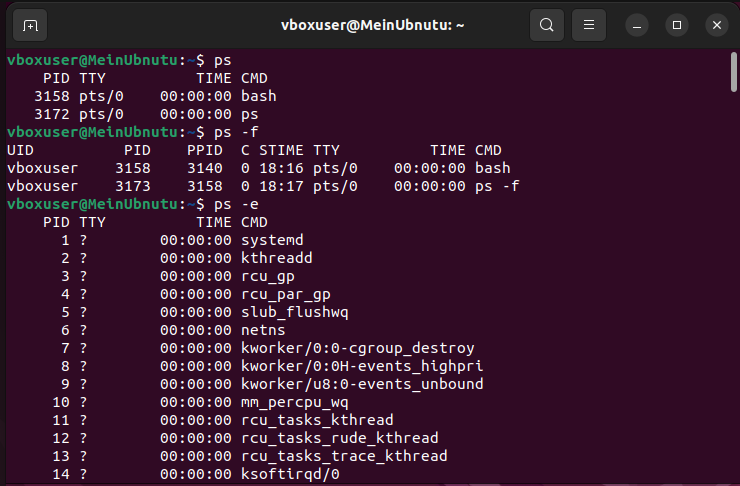 vboxuser@MeinUbnutu: ~
vboxuser@MeinUbnutu:~$ ps
    PID TTY          TIME CMD
   3158 pts/0    00:00:00 bash
   3172 pts/0    00:00:00 ps
vboxuser@MeinUbnutu:~$ ps -f
UID          PID    PPID  C STIME TTY          TIME CMD
vboxuser    3158    3140  0 18:16 pts/0    00:00:00 bash
vboxuser    3173    3158  0 18:17 pts/0    00:00:00 ps -f
vboxuser@MeinUbnutu:~$ ps -e
    PID TTY          TIME CMD
      1 ?        00:00:00 systemd
      2 ?        00:00:00 kthreadd
      3 ?        00:00:00 rcu_gp
      4 ?        00:00:00 rcu_par_gp
      5 ?        00:00:00 slub_flushwq
      6 ?        00:00:00 netns
      7 ?        00:00:00 kworker/0:0-cgroup_destroy
      8 ?        00:00:00 kworker/0:0H-events_highpri
      9 ?        00:00:00 kworker/u8:0-events_unbound
     10 ?        00:00:00 mm_percpu_wq
     11 ?        00:00:00 rcu_tasks_kthread
     12 ?        00:00:00 rcu_tasks_rude_kthread
     13 ?        00:00:00 rcu_tasks_trace_kthread
     14 ?        00:00:00 ksoftirqd/0